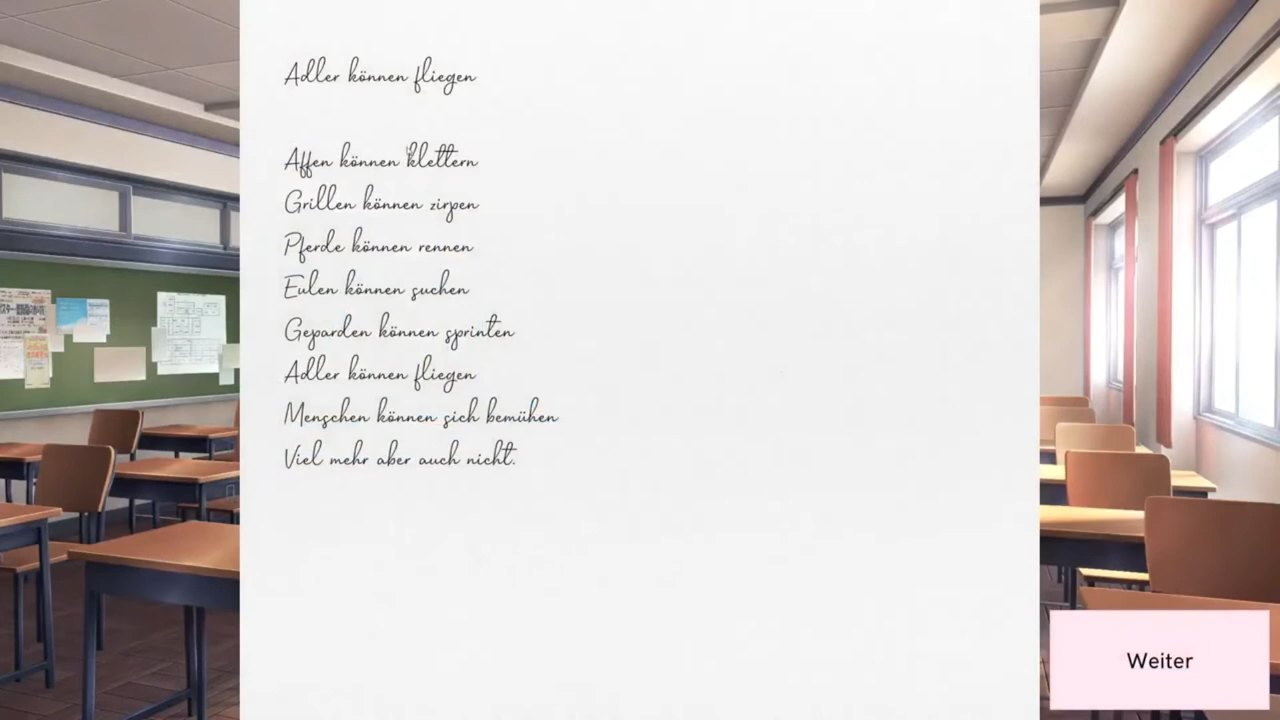 Adler können fliegen
Affen können klettern
Grillen können zirpen
Pferde können rennen
Eulen können suchen
Geparden können sprinten
Adler können fliegen
Menschen können sich bemühen
Viel mehr aber auch nicht.
Weiter